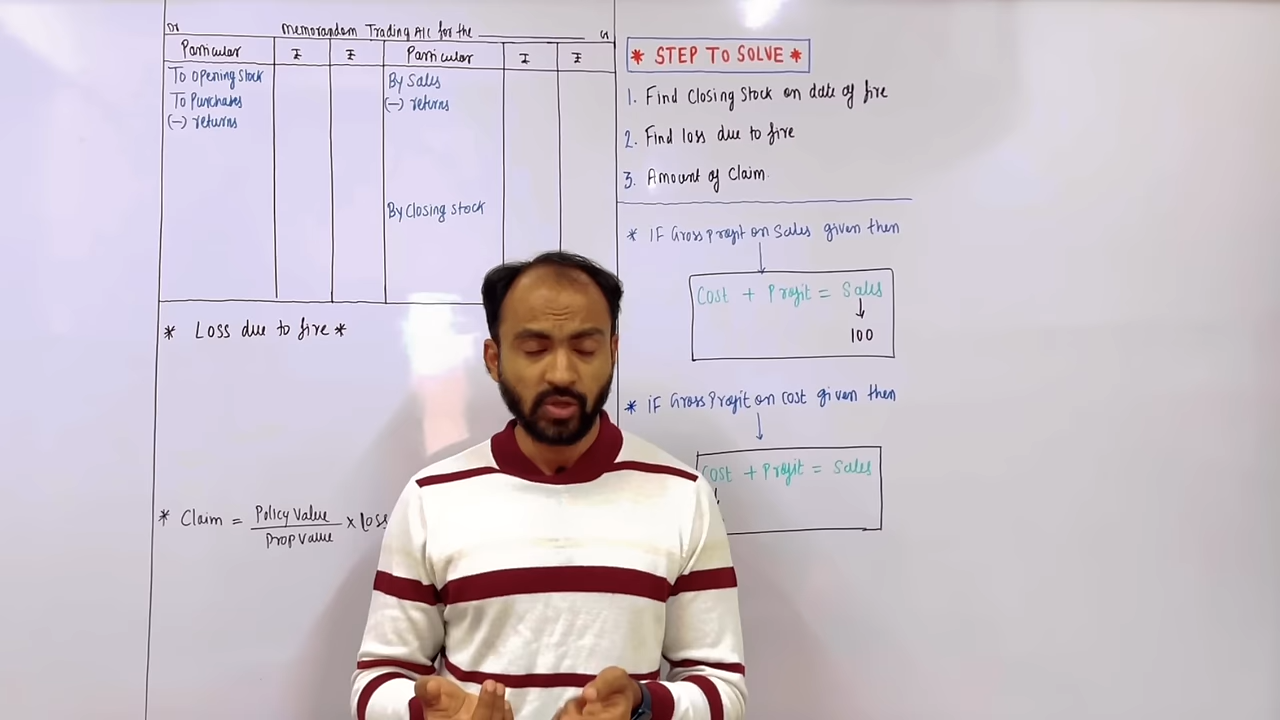 Dr Memorandom Trading A/C for the Cr
Particular ₹ ₹ Particular ₹ ₹
To opening stock
To Purchases
(-) returns
By Sales
(-) returns
By Closing stock
* Loss due to fire *
* Claim = Policy Value / Prop Value × Loss
* STEP TO SOLVE *
1. Find Closing Stock on date of fire
2. Find loss due to fire
3. Amount of Claim
* IF Gross Profit on Sales given then
Cost + Profit = Sales
100
* IF Gross Profit on Cost given then
Cost + Profit = Sales